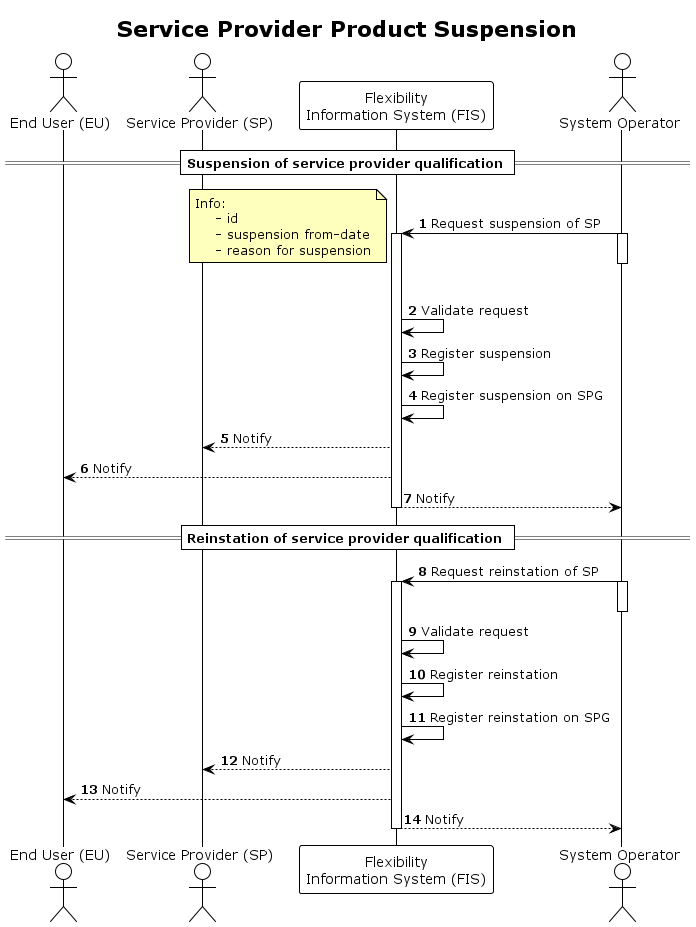 Service Provider Product Suspension
End User (EU)
Service Provider (SP)
Flexibility
Information System (FIS)
System Operator
Suspension of service provider qualification
Info:
- id
- suspension from-date
- reason for suspension
1 Request suspension of SP
2 Validate request
3 Register suspension
4 Register suspension on SPG
5 Notify
6 Notify
7 Notify
Reinstation of service provider qualification
8 Request reinstation of SP
9 Validate request
10 Register reinstation
11 Register reinstation on SPG
12 Notify
13 Notify
14 Notify
End User (EU)
Service Provider (SP)
Flexibility
Information System (FIS)
System Operator